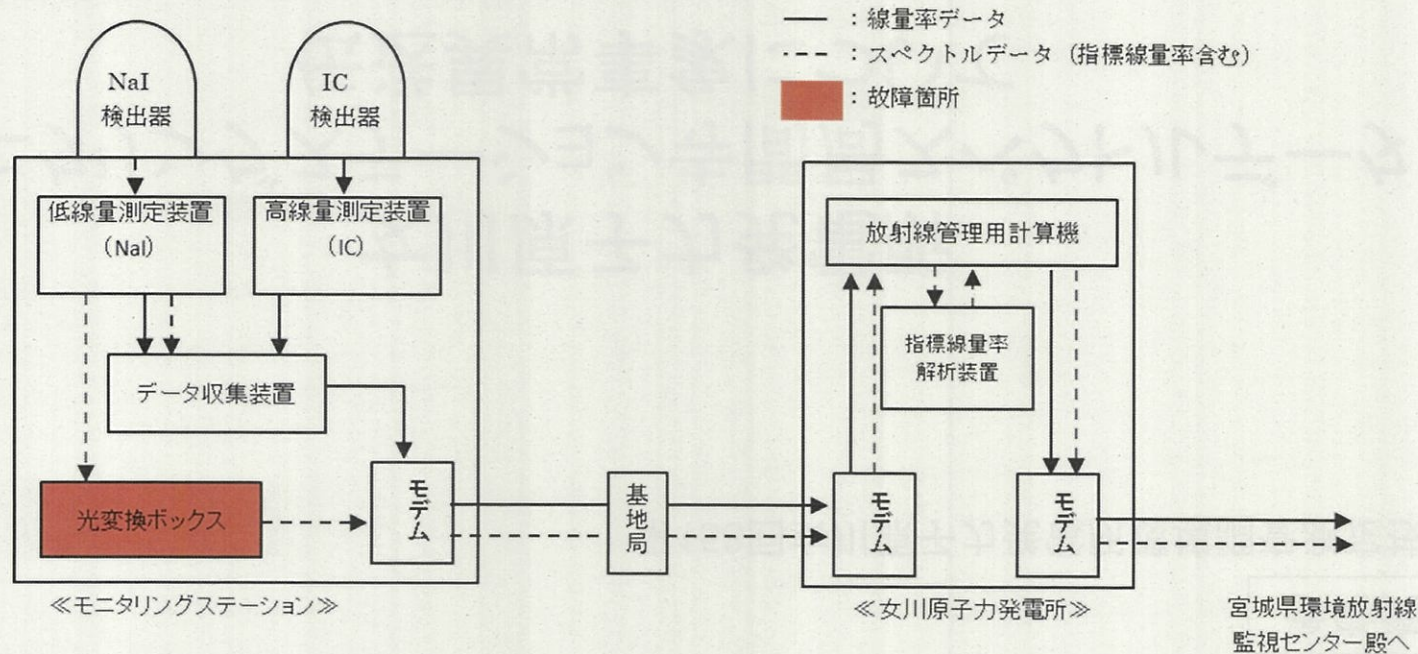 ― : 線量率データ
--- : スペクトルデータ (指標線量率含む)
: 故障箇所
NaI
検出器
IC
検出器
低線量測定装置
(NaI)
高線量測定装置
(IC)
データ収集装置
光変換ボックス
モデム
基地局
放射線管理用計算機
指標線量率
解析装置
モデム
モデム
≪モニタリングステーション≫
≪女川原子力発電所≫
宮城県環境放射線
監視センター殿へ